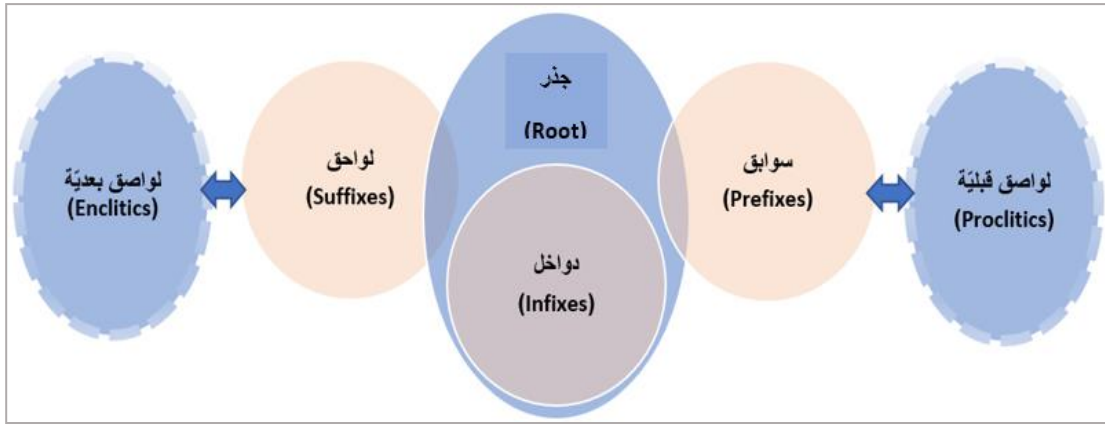 جذر
(Root)
سوابق
(Prefixes)
لواحق
(Suffixes)
دواخل
(Infixes)
لواصق قبليّة
(Proclitics)
لواصق بعديّة
(Enclitics)